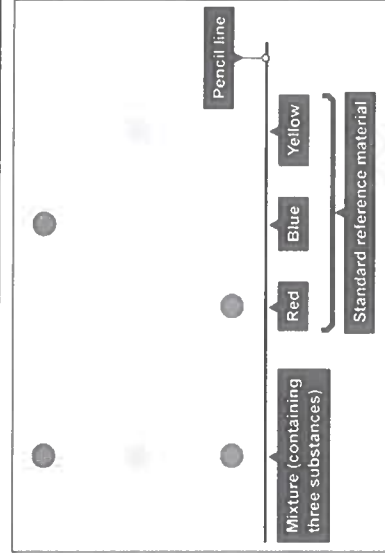 Pencil line
Mixture (containing
three substances)
Red
Blue
Yellow
Standard reference material